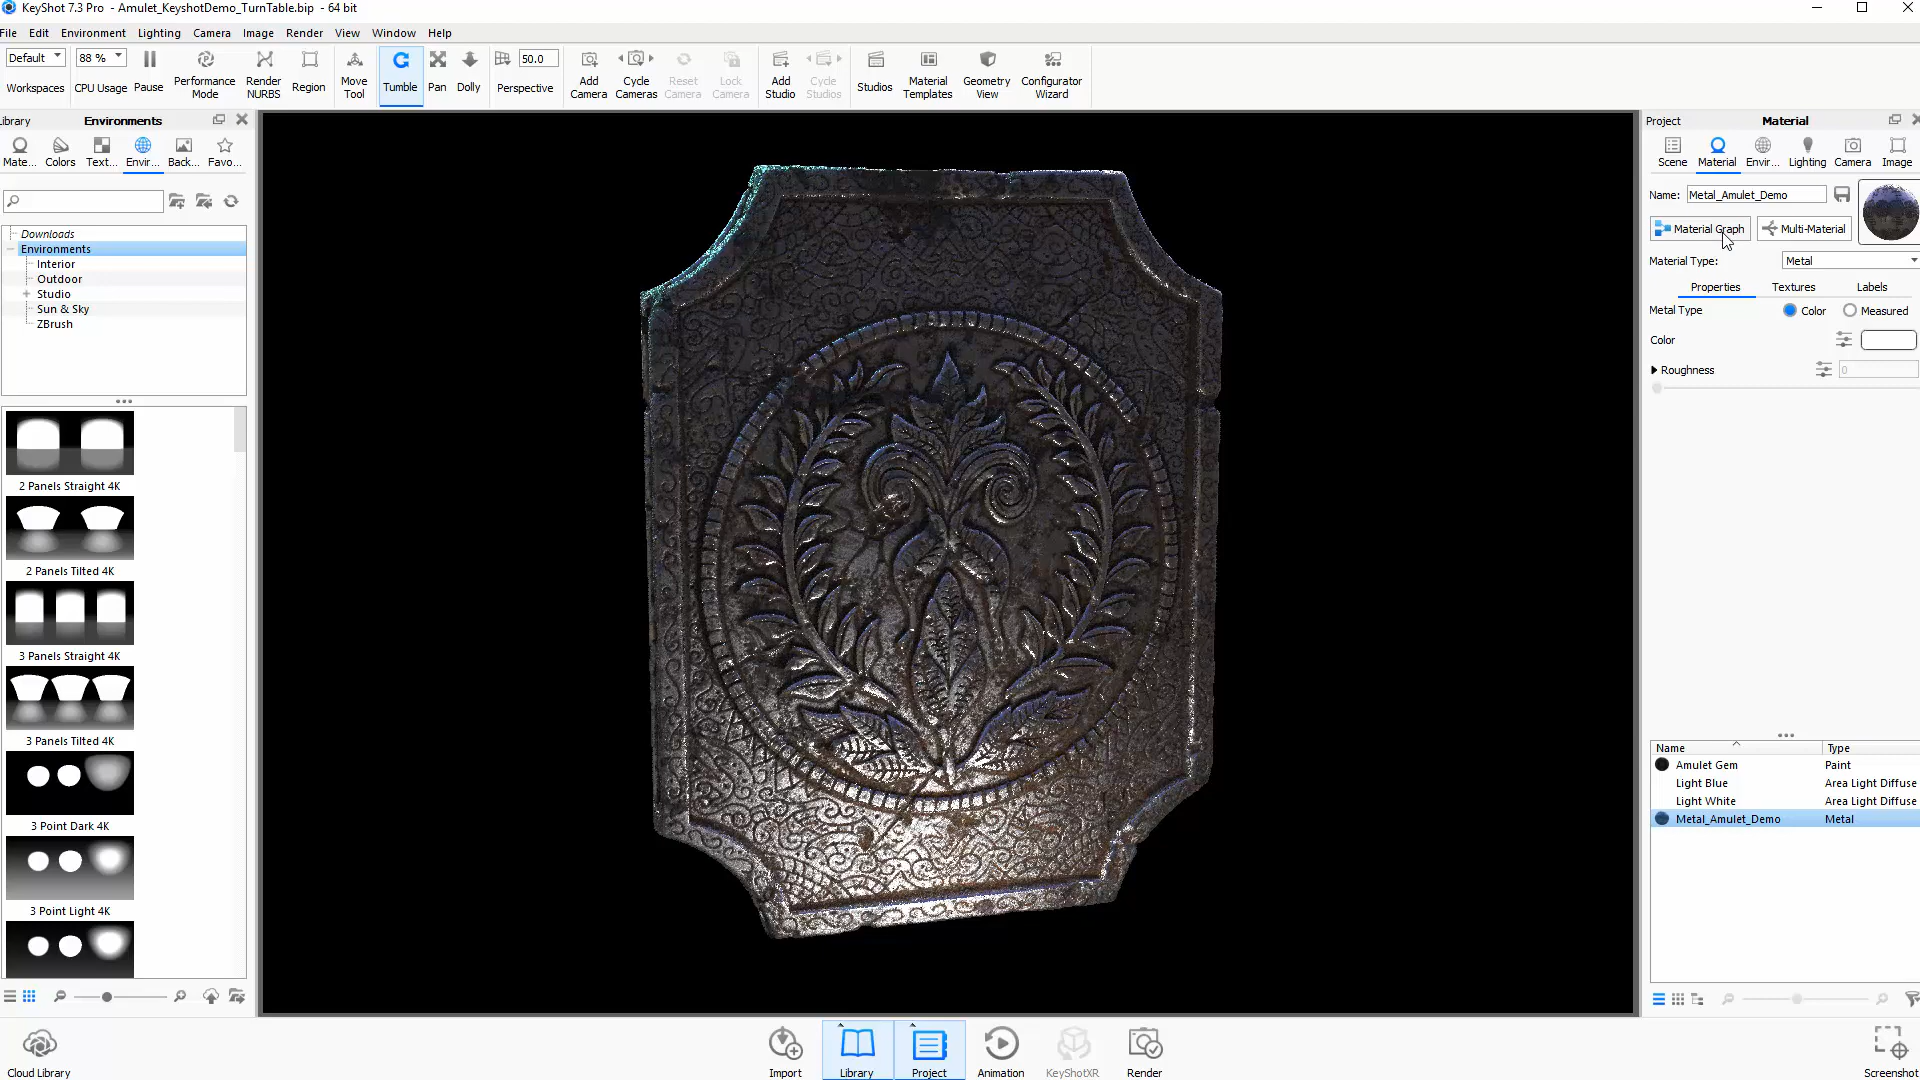 KeyShot 7.3 Pro - Amulet_KeyshotDemo_TurnTable.bip - 64 bit
File Edit Environment Lighting Camera Image Render View Window Help
Default 88 % 50.0
Workspaces CPU Usage Pause Performance Mode Render NURBS Region Move Tool Tumble Pan Dolly Perspective Add Camera Cycle Cameras Reset Camera Lock Camera Add Studio Cycle Studios Studios Material Templates Geometry View Configurator Wizard
Library Environments
Mate... Colors Text... Envir... Back... Favo...
Downloads
Environments
Interior
Outdoor
Studio
Sun & Sky
ZBrush
2 Panels Straight 4K
2 Panels Tilted 4K
3 Panels Straight 4K
3 Panels Tilted 4K
3 Point Dark 4K
3 Point Light 4K
Project Material
Scene Material Envir... Lighting Camera Image
Name: Metal_Amulet_Demo
Material Graph Multi-Material
Material Type: Metal
Properties Textures Labels
Metal Type Color Measured
Color
Roughness 0
Name Type
Amulet Gem Paint
Light Blue Area Light Diffuse
Light White Area Light Diffuse
Metal_Amulet_Demo Metal
Cloud Library Import Library Project Animation KeyShotXR Render Screenshot